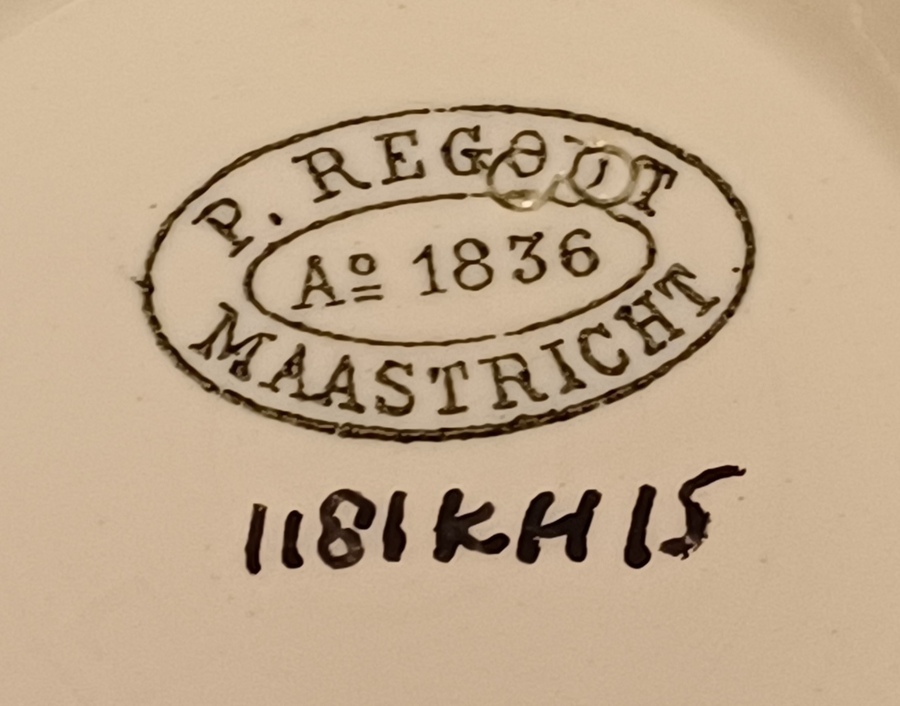 P. REGOUT
Aº 1836
MAASTRICHT
1181KH15